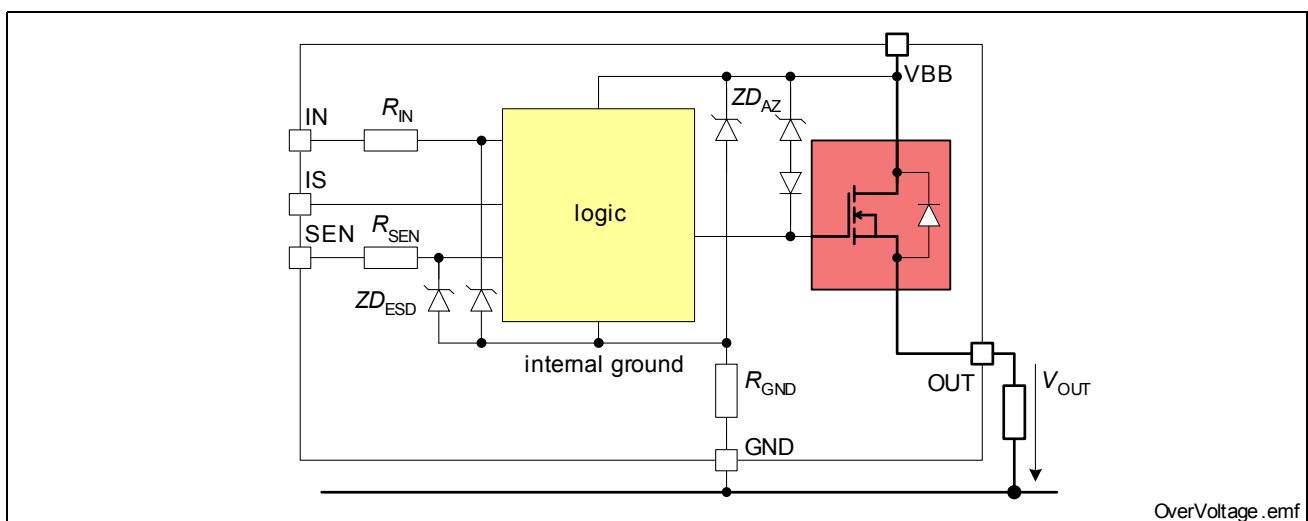 VBB
ZD_AZ
IN
R_IN
IS
logic
SEN
R_SEN
ZD_ESD
internal ground
R_GND
OUT
V_OUT
GND
OverVoltage.emf